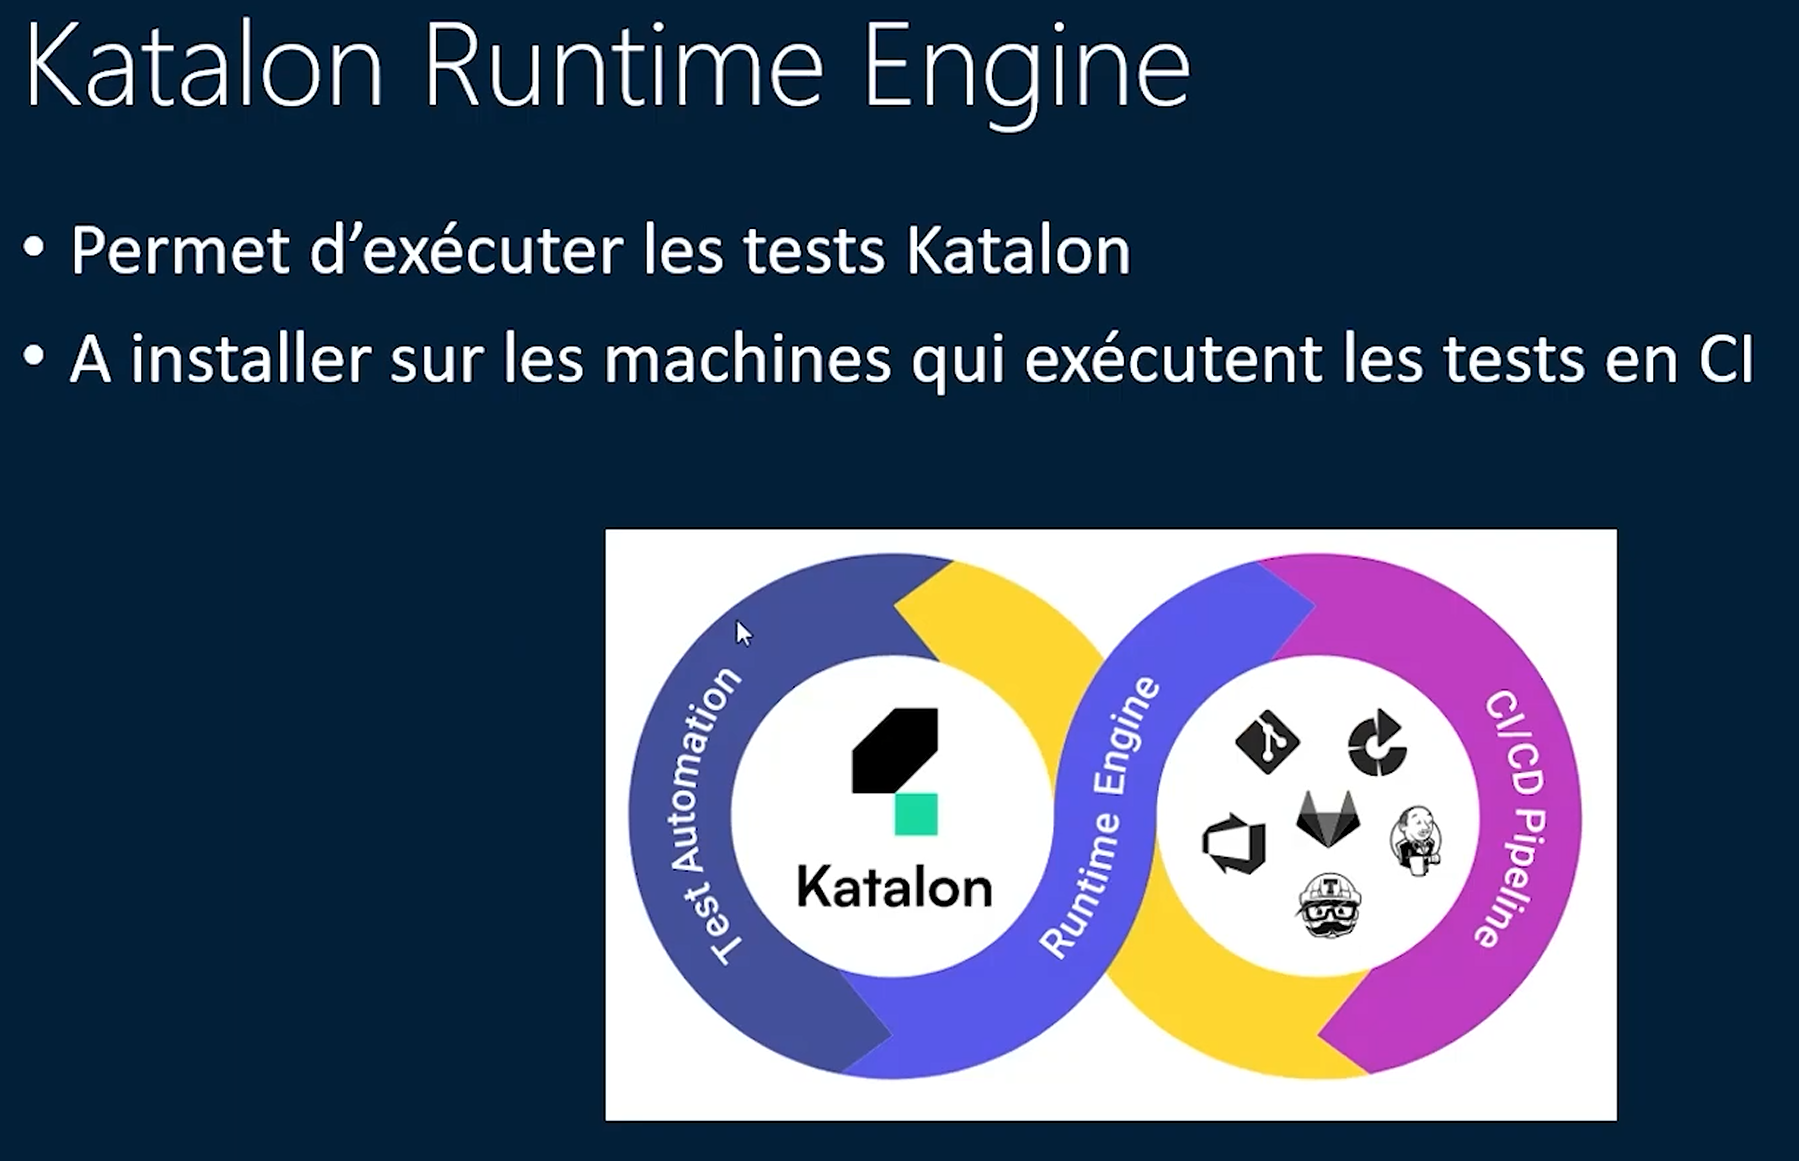 Katalon Runtime Engine
• Permet d’exécuter les tests Katalon
• A installer sur les machines qui exécutent les tests en CI
Test Automation
Katalon
Runtime Engine
T
CI/CD Pipeline